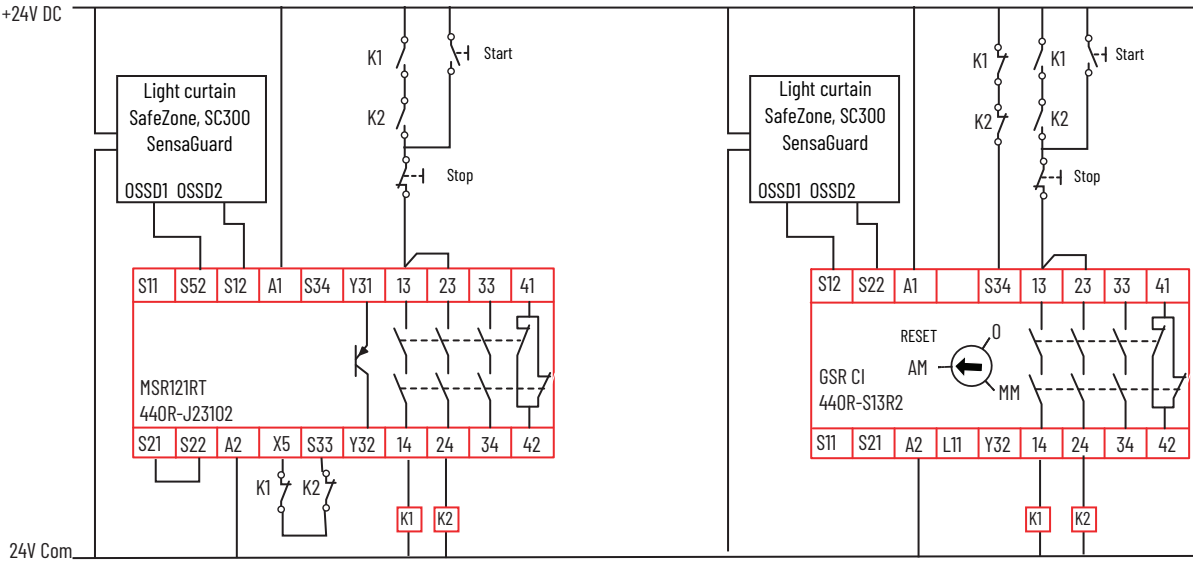 +24V DC
K1
Start
K1
K1
Start
Light curtain
SafeZone, SC300
SensaGuard
OSSD1 OSSD2
K2
Stop
Light curtain
SafeZone, SC300
SensaGuard
OSSD1 OSSD2
K2
K2
Stop
S11 S52 S12 A1 S34 Y31 13 23 33 41
S12 S22 A1 S34 13 23 33 41
MSR121RT
440R-J23102
RESET
0
AM
MM
GSR CI
440R-S13R2
S21 S22 A2 X5 S33 Y32 14 24 34 42
S11 S21 A2 L11 Y32 14 24 34 42
K1
K2
K1
K2
K1
K2
24V Com